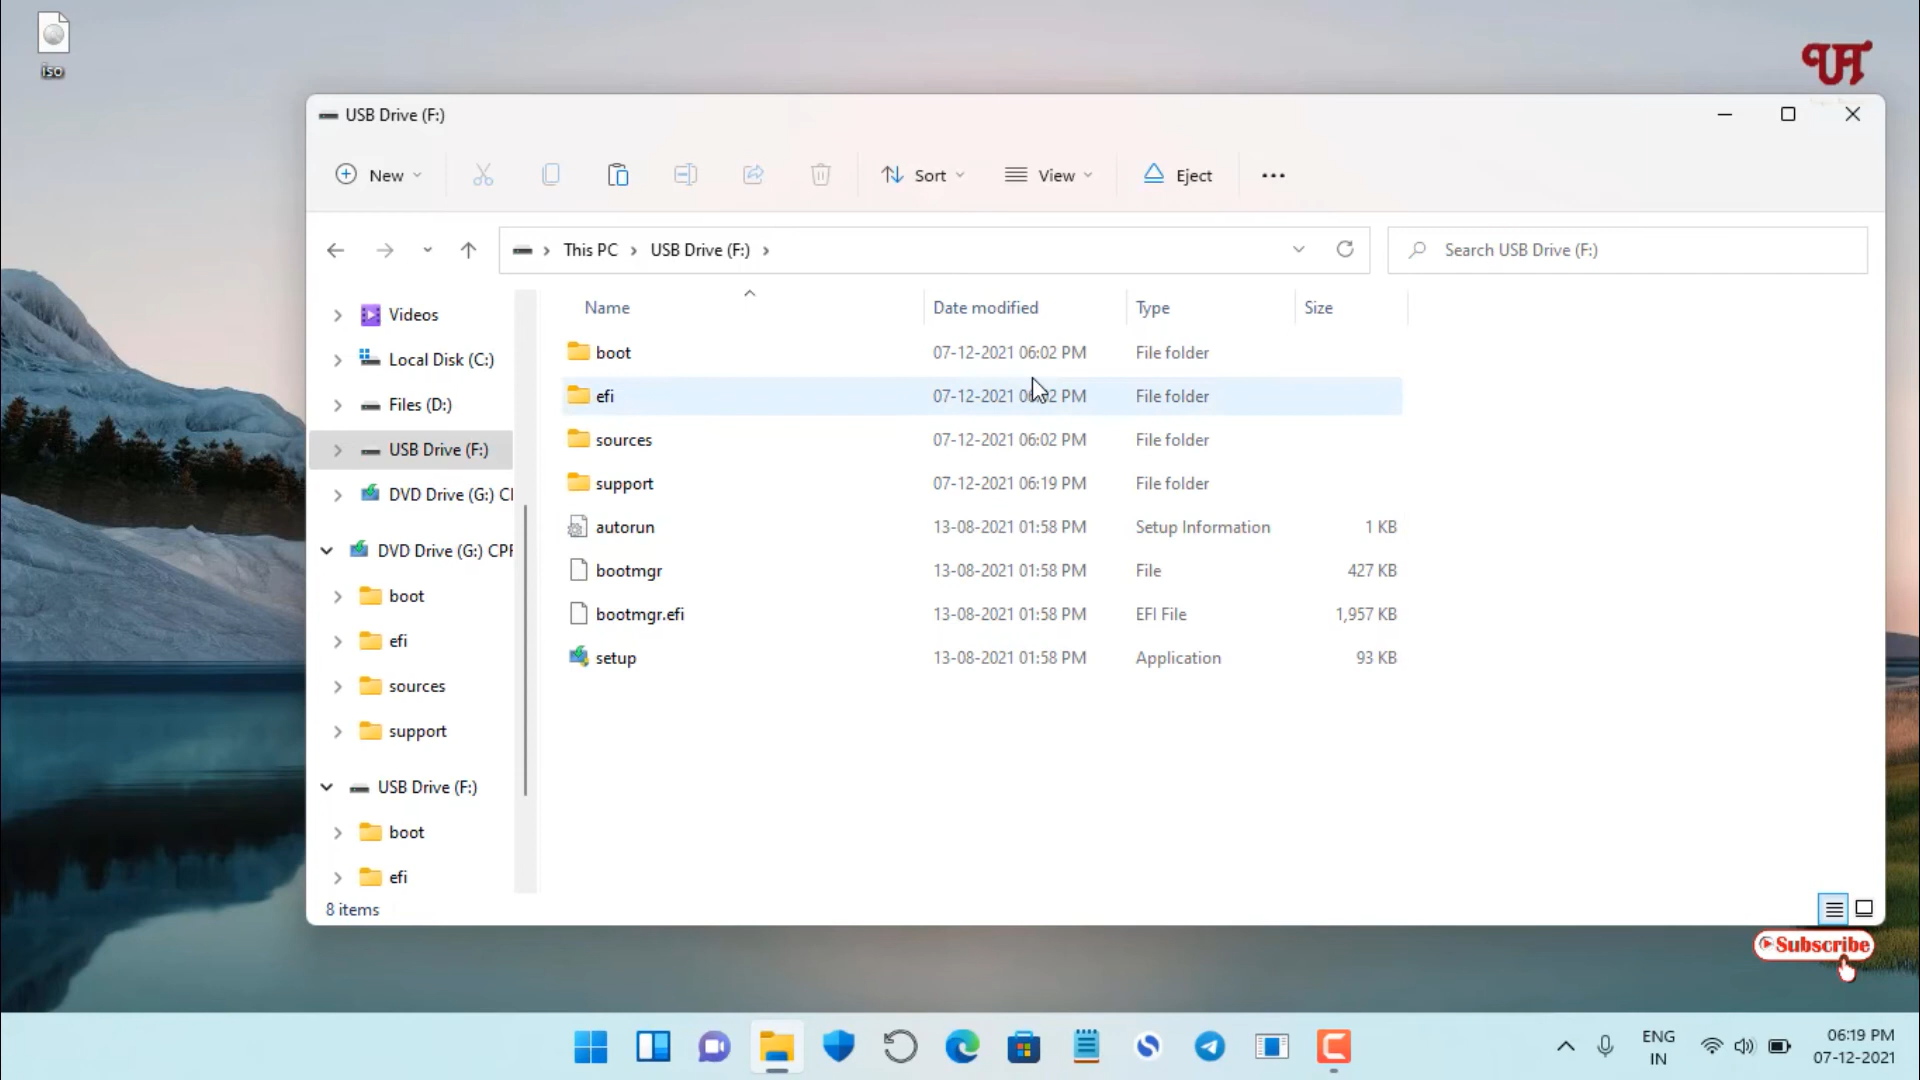 iso
UT
USB Drive (F:)
New
Sort
View
Eject
This PC > USB Drive (F:) >
Search USB Drive (F:)
Videos
Local Disk (C:)
Files (D:)
USB Drive (F:)
DVD Drive (G:) CI
DVD Drive (G:) CPF
boot
efi
sources
support
USB Drive (F:)
boot
efi
Name Date modified Type Size
boot 07-12-2021 06:02 PM File folder
efi 07-12-2021 06:02 PM File folder
sources 07-12-2021 06:02 PM File folder
support 07-12-2021 06:19 PM File folder
autorun 13-08-2021 01:58 PM Setup Information 1 KB
bootmgr 13-08-2021 01:58 PM File 427 KB
bootmgr.efi 13-08-2021 01:58 PM EFI File 1,957 KB
setup 13-08-2021 01:58 PM Application 93 KB
8 items
Subscribe
ENG
IN
06:19 PM
07-12-2021